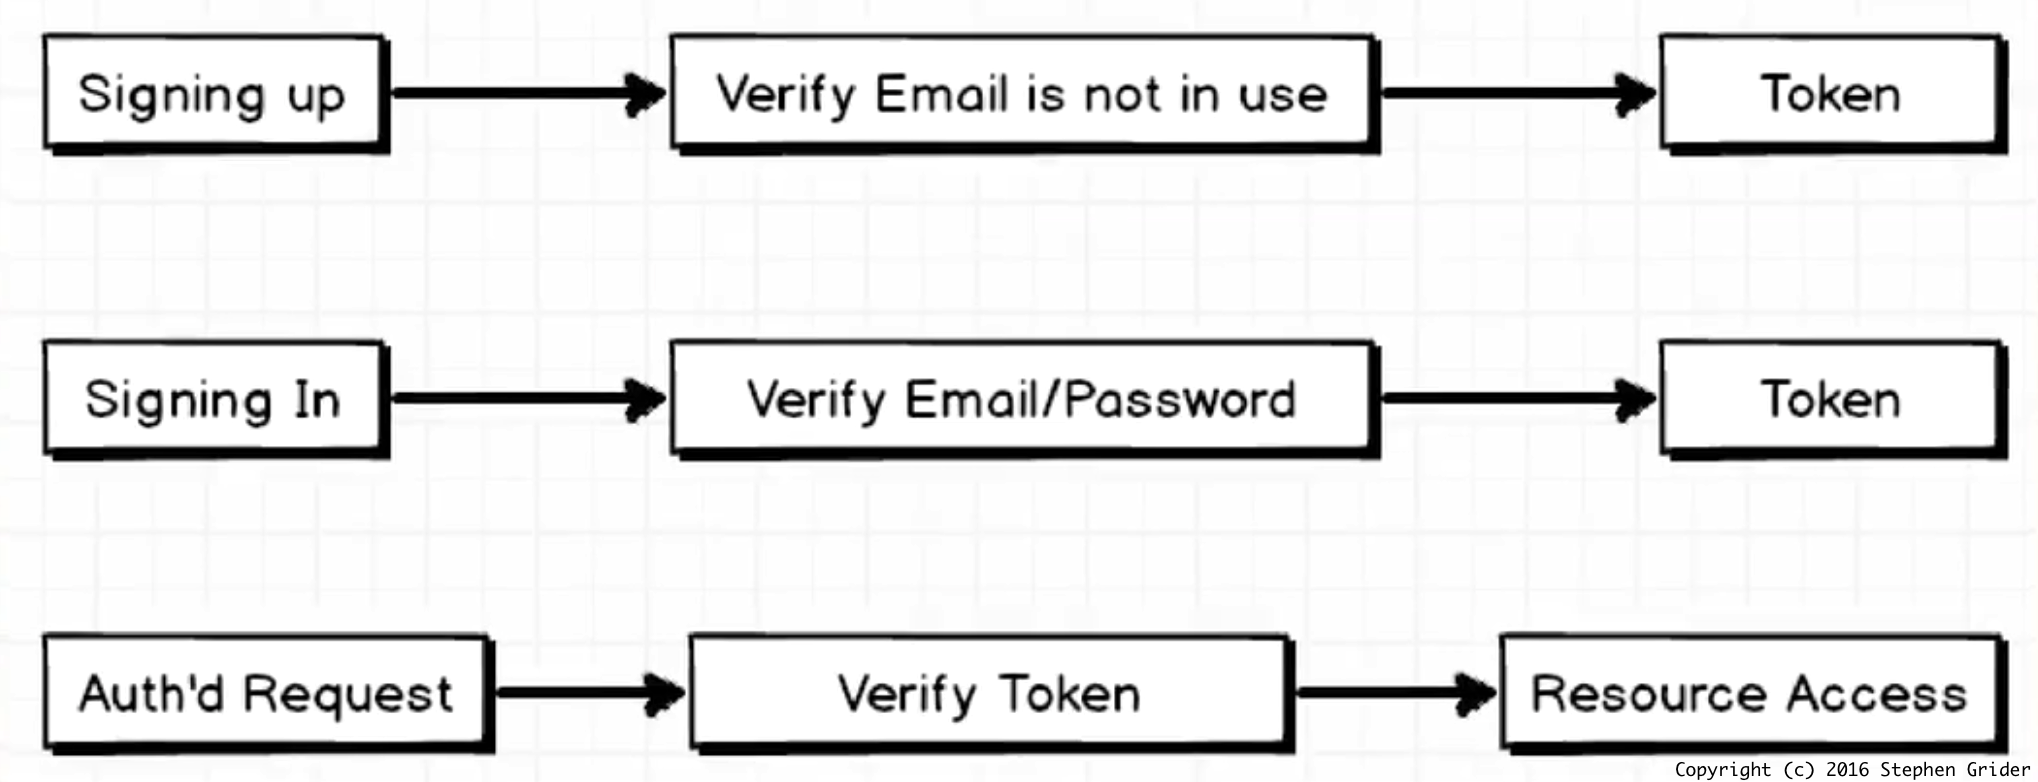 Signing up
Verify Email is not in use
Token
Signing In
Verify Email/Password
Token
Auth'd Request
Verify Token
Resource Access
Copyright (c) 2016 Stephen Grider